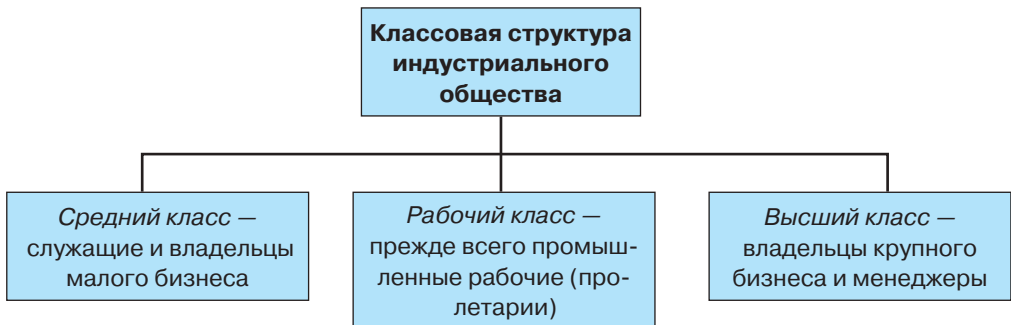 Классовая структура
индустриального
общества
Средний класс —
служащие и владельцы
малого бизнеса
Рабочий класс —
прежде всего промыш-
ленные рабочие (про-
летарии)
Высший класс —
владельцы крупного
бизнеса и менеджеры